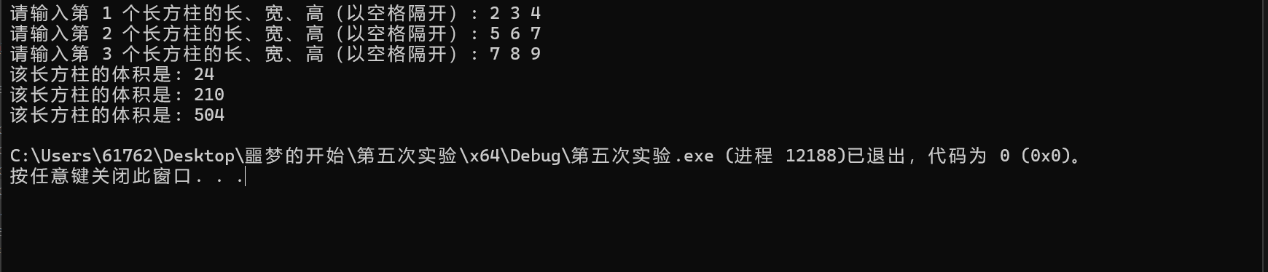 请输入第 1 个长方柱的长、宽、高（以空格隔开）: 2 3 4
请输入第 2 个长方柱的长、宽、高（以空格隔开）: 5 6 7
请输入第 3 个长方柱的长、宽、高（以空格隔开）: 7 8 9
该长方柱的体积是: 24
该长方柱的体积是: 210
该长方柱的体积是: 504
C:\Users\61762\Desktop\噩梦的开始\第五次实验\x64\Debug\第五次实验.exe (进程 12188)已退出，代码为 0 (0x0)。
按任意键关闭此窗口. . .